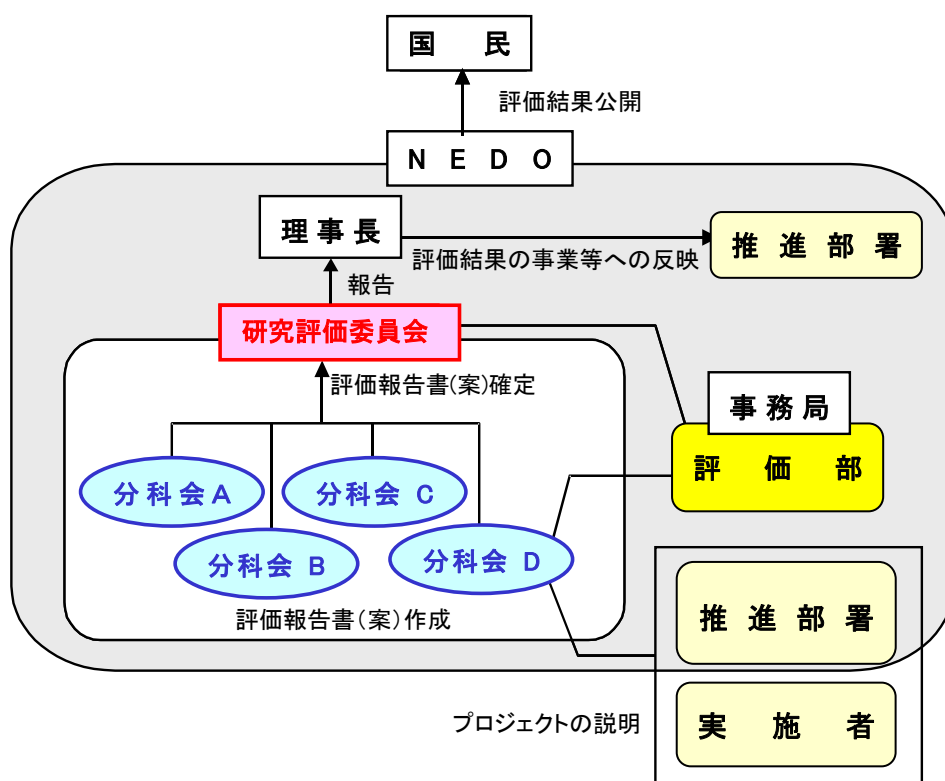 国　民
評価結果公開
ＮＥＤＯ
理事長
評価結果の事業等への反映
推進部署
報告
研究評価委員会
評価報告書(案)確定
事務局
評価部
分科会A
分科会 C
分科会 B
分科会 D
評価報告書(案)作成
推進部署
プロジェクトの説明
実施者